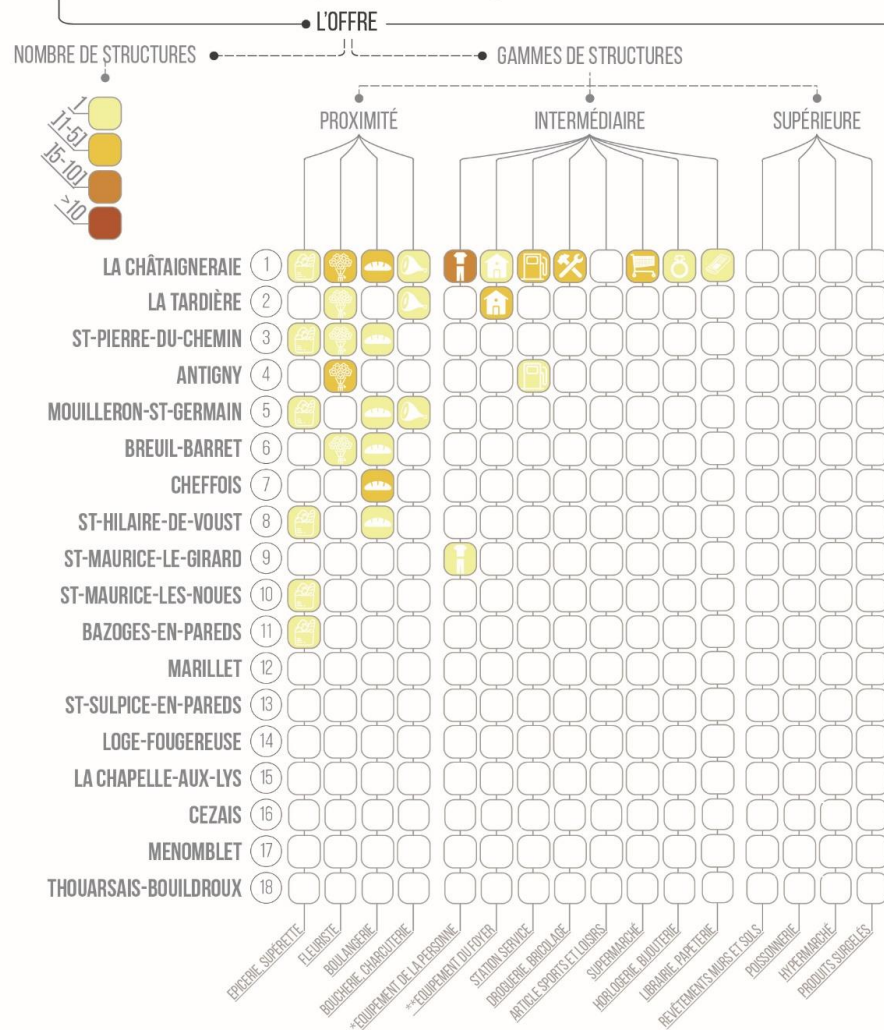 L'OFFRE
NOMBRE DE STRUCTURES
GAMMES DE STRUCTURES
1
]1-5]
]5-10]
>10
PROXIMITÉ
INTERMÉDIAIRE
SUPÉRIEURE
LA CHÂTAIGNERAIE 1
LA TARDIÈRE 2
ST-PIERRE-DU-CHEMIN 3
ANTIGNY 4
MOUILLERON-ST-GERMAIN 5
BREUIL-BARRET 6
CHEFFOIS 7
ST-HILAIRE-DE-VOUST 8
ST-MAURICE-LE-GIRARD 9
ST-MAURICE-LES-NOUES 10
BAZOGES-EN-PAREDS 11
MARILLET 12
ST-SULPICE-EN-PAREDS 13
LOGE-FOUGEREUSE 14
LA CHAPELLE-AUX-LYS 15
CEZAIS 16
MENOMBLET 17
THOUARSAIS-BOUILDROUX 18
EPICERIE, SUPÉRETTE
FLEURISTE
BOULANGERIE
BOUCHERIE, CHARCUTERIE
*EQUIPEMENT DE LA PERSONNE
**EQUIPEMENT DU FOYER
STATION SERVICE
DROGUERIE, BRICOLAGE
ARTICLE SPORTS ET LOISIRS
SUPERMARCHÉ
HORLOGERIE, BIJOUTERIE
LIBRAIRIE, PAPETERIE
REVÊTEMENTS MURS ET SOLS
POISSONNERIE
HYPERMARCHÉ
PRODUITS SURGELÉS